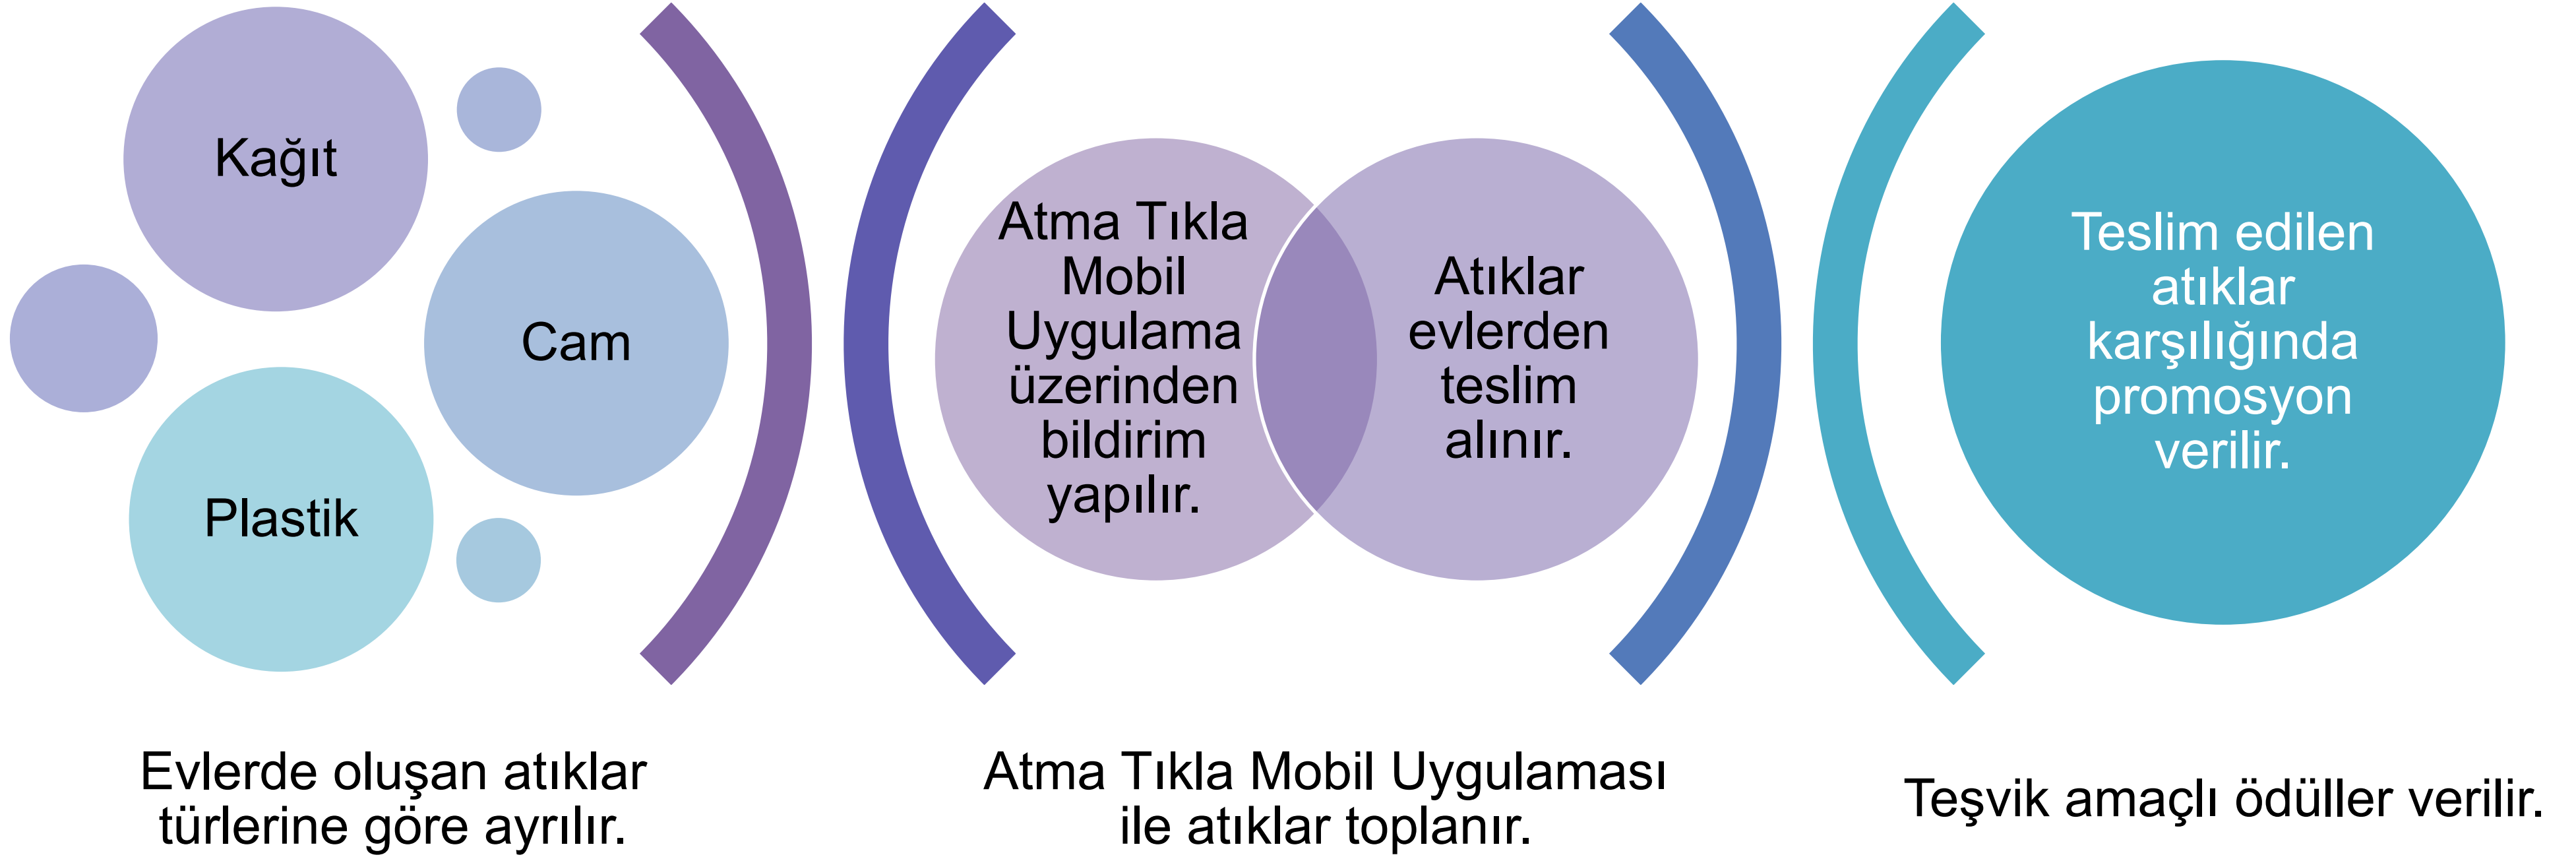 Kağıt
Cam
Plastik
Evlerde oluşan atıklar
türlerine göre ayrılır.
Atma Tıkla
Mobil
Uygulama
üzerinden
bildirim
yapılır.
Atıklar
evlerden
teslim
alınır.
Atma Tıkla Mobil Uygulaması
ile atıklar toplanır.
Teslim edilen
atıklar
karşılığında
promosyon
verilir.
Teşvik amaçlı ödüller verilir.